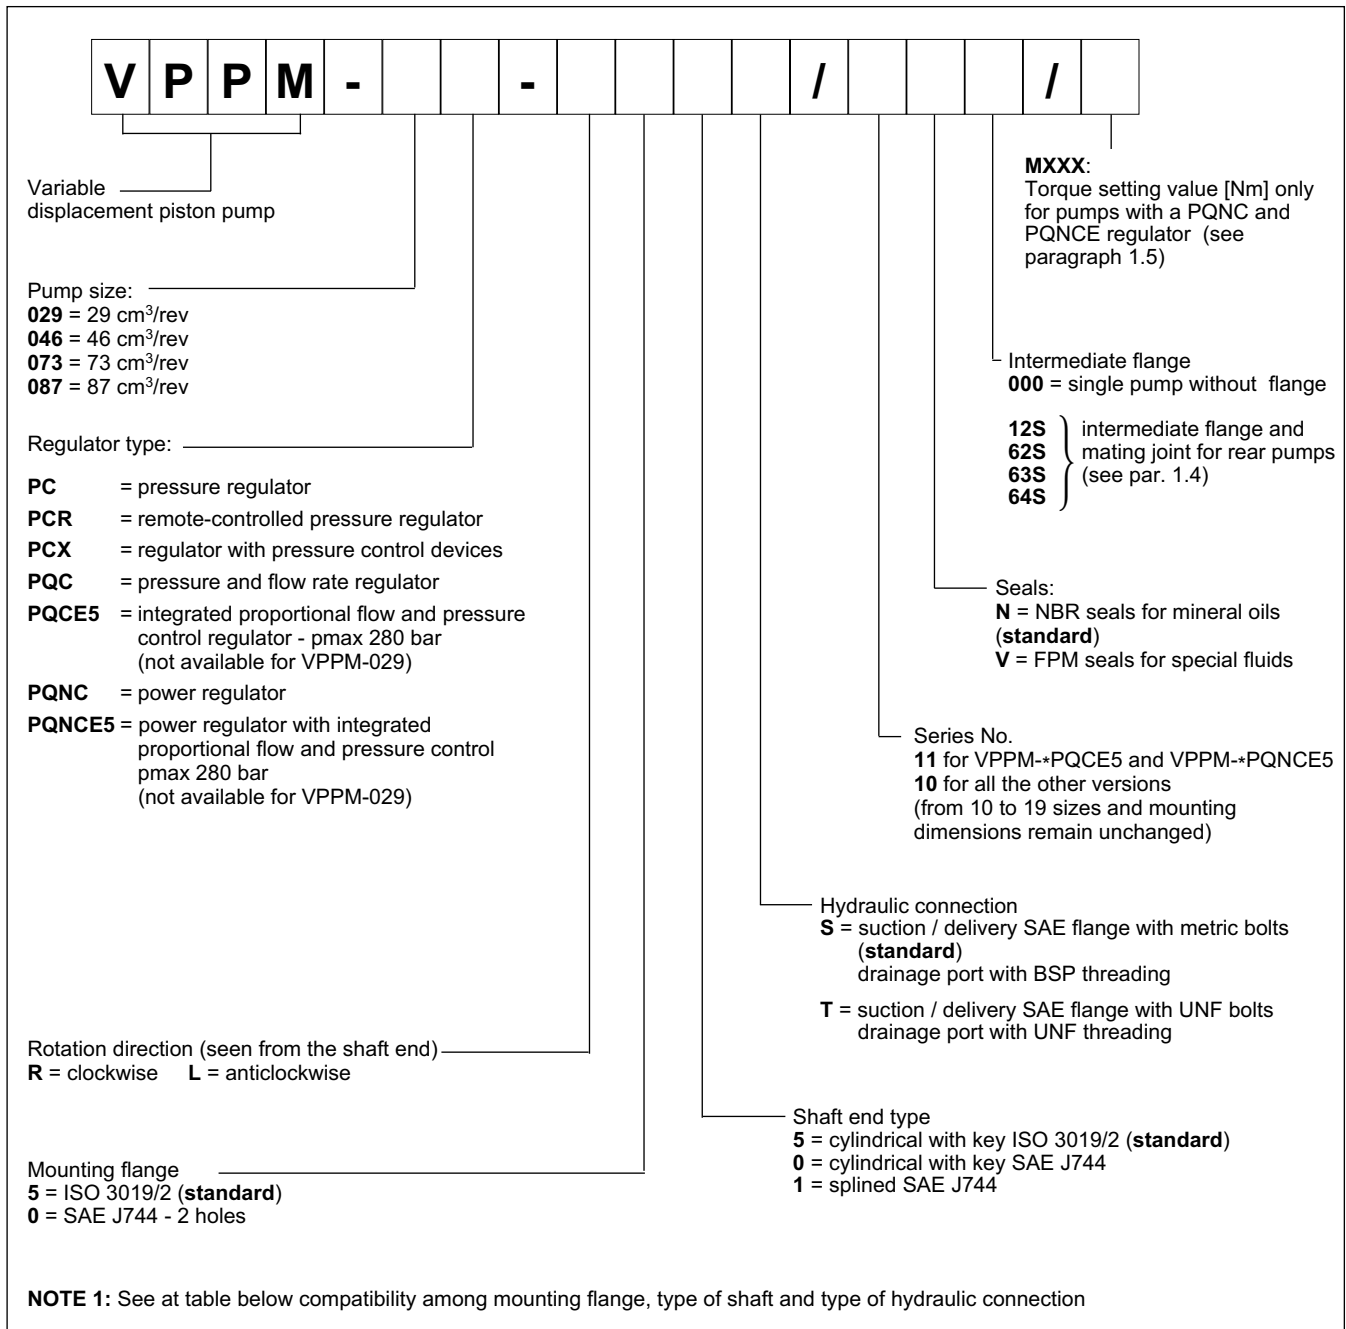 V P P M - - / /
Variable
displacement piston pump
MXXX:
Torque setting value [Nm] only
for pumps with a PQNC and
PQNCE regulator (see
paragraph 1.5)
Pump size:
029 = 29 cm³/rev
046 = 46 cm³/rev
073 = 73 cm³/rev
087 = 87 cm³/rev
Intermediate flange
000 = single pump without flange
12S
62S
63S
64S
intermediate flange and
mating joint for rear pumps
(see par. 1.4)
Regulator type:
PC = pressure regulator
PCR = remote-controlled pressure regulator
PCX = regulator with pressure control devices
PQC = pressure and flow rate regulator
PQCE5 = integrated proportional flow and pressure
control regulator - pmax 280 bar
(not available for VPPM-029)
PQNC = power regulator
PQNCE5 = power regulator with integrated
proportional flow and pressure control
pmax 280 bar
(not available for VPPM-029)
Seals:
N = NBR seals for mineral oils
(standard)
V = FPM seals for special fluids
Series No.
11 for VPPM-*PQCE5 and VPPM-*PQNCE5
10 for all the other versions
(from 10 to 19 sizes and mounting
dimensions remain unchanged)
Hydraulic connection
S = suction / delivery SAE flange with metric bolts
(standard)
drainage port with BSP threading
T = suction / delivery SAE flange with UNF bolts
drainage port with UNF threading
Rotation direction (seen from the shaft end)
R = clockwise L = anticlockwise
Shaft end type
5 = cylindrical with key ISO 3019/2 (standard)
0 = cylindrical with key SAE J744
1 = splined SAE J744
Mounting flange
5 = ISO 3019/2 (standard)
0 = SAE J744 - 2 holes
NOTE 1: See at table below compatibility among mounting flange, type of shaft and type of hydraulic connection